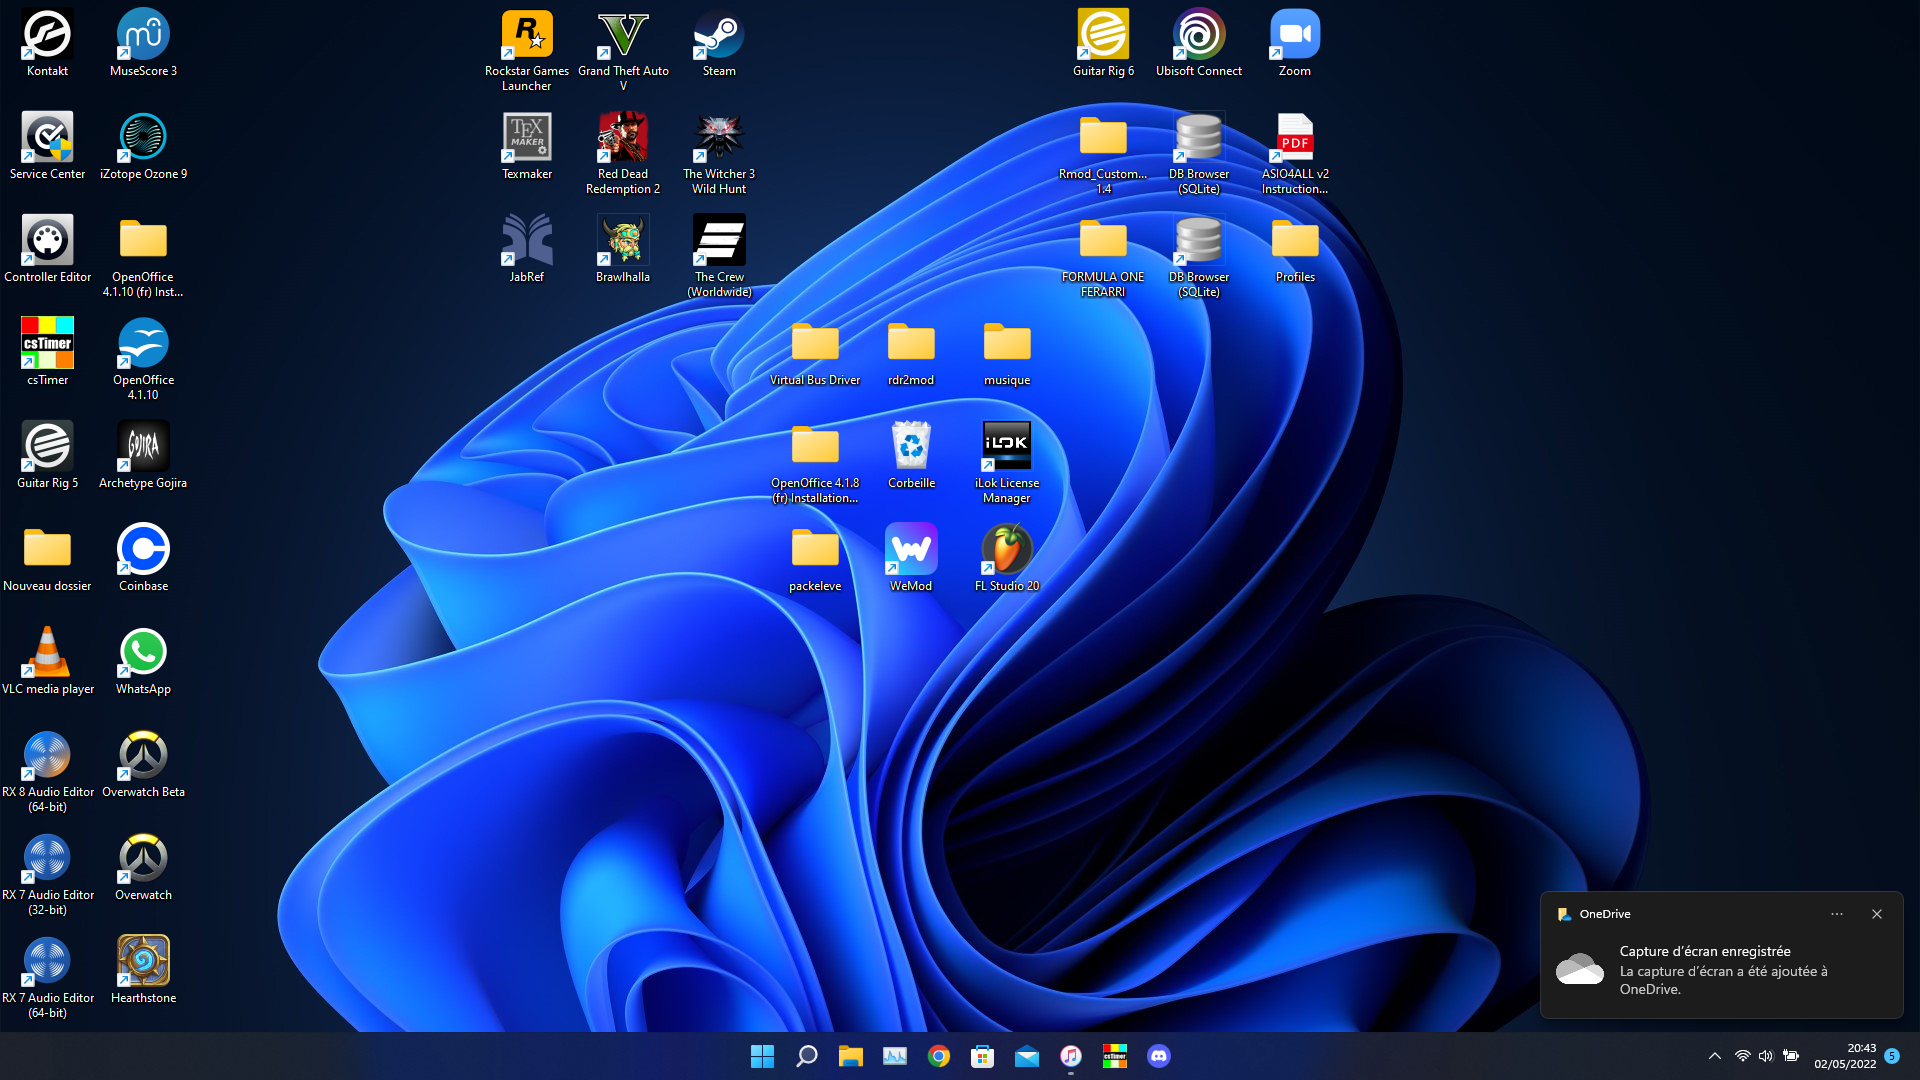 Kontakt
MuseScore 3
Rockstar Games
Launcher
Grand Theft Auto
V
Steam
Guitar Rig 6
Ubisoft Connect
Zoom
Service Center
iZotope Ozone 9
TEX
MAKER
Texmaker
Red Dead
Redemption 2
The Witcher 3
Wild Hunt
Rmod_Custom...
1.4
DB Browser
(SQLite)
PDF
ASIO4ALL v2
Instruction...
Controller Editor
OpenOffice
4.1.10 (fr) Inst...
JabRef
Brawlhalla
The Crew
(Worldwide)
FORMULA ONE
FERARRI
DB Browser
(SQLite)
Profiles
csTimer
csTimer
OpenOffice
4.1.10
Virtual Bus Driver
rdr2mod
musique
Guitar Rig 5
GOJIRA
Archetype Gojira
OpenOffice 4.1.8
(fr) Installation...
Corbeille
iLOK
iLok License
Manager
Nouveau dossier
Coinbase
packeleve
WeMod
FL Studio 20
VLC media player
WhatsApp
RX 8 Audio Editor
(64-bit)
Overwatch Beta
RX 7 Audio Editor
(32-bit)
Overwatch
RX 7 Audio Editor
(64-bit)
Hearthstone
OneDrive
Capture d'écran enregistrée
La capture d'écran a été ajoutée à
OneDrive.
csTimer
20:43
02/05/2022
5